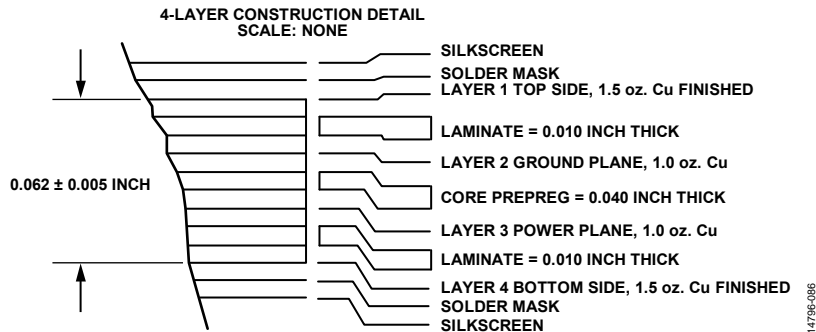 4-LAYER CONSTRUCTION DETAIL
SCALE: NONE
SILKSCREEN
SOLDER MASK
LAYER 1 TOP SIDE, 1.5 oz. Cu FINISHED
LAMINATE = 0.010 INCH THICK
LAYER 2 GROUND PLANE, 1.0 oz. Cu
0.062 ± 0.005 INCH
CORE PREPREG = 0.040 INCH THICK
LAYER 3 POWER PLANE, 1.0 oz. Cu
LAMINATE = 0.010 INCH THICK
LAYER 4 BOTTOM SIDE, 1.5 oz. Cu FINISHED
SOLDER MASK
SILKSCREEN
14796-086